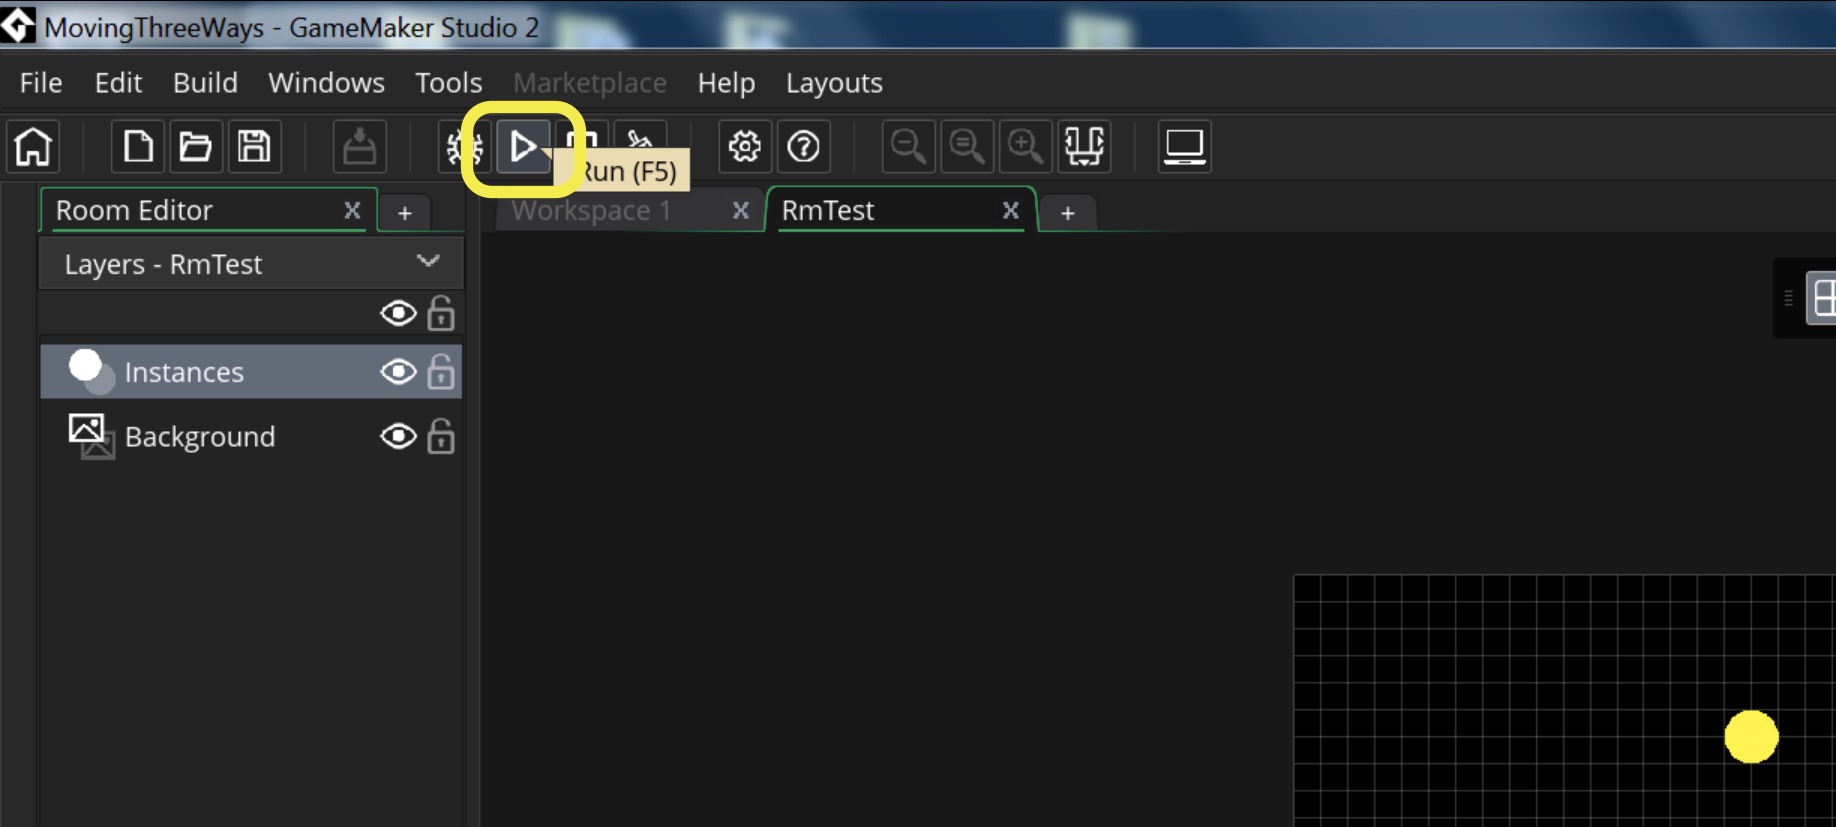 MovingThreeWays - GameMaker Studio 2
File Edit Build Windows Tools Marketplace Help Layouts
Run (F5)
Room Editor X + Workspace 1 X RmTest X +
Layers - RmTest
Instances
Background